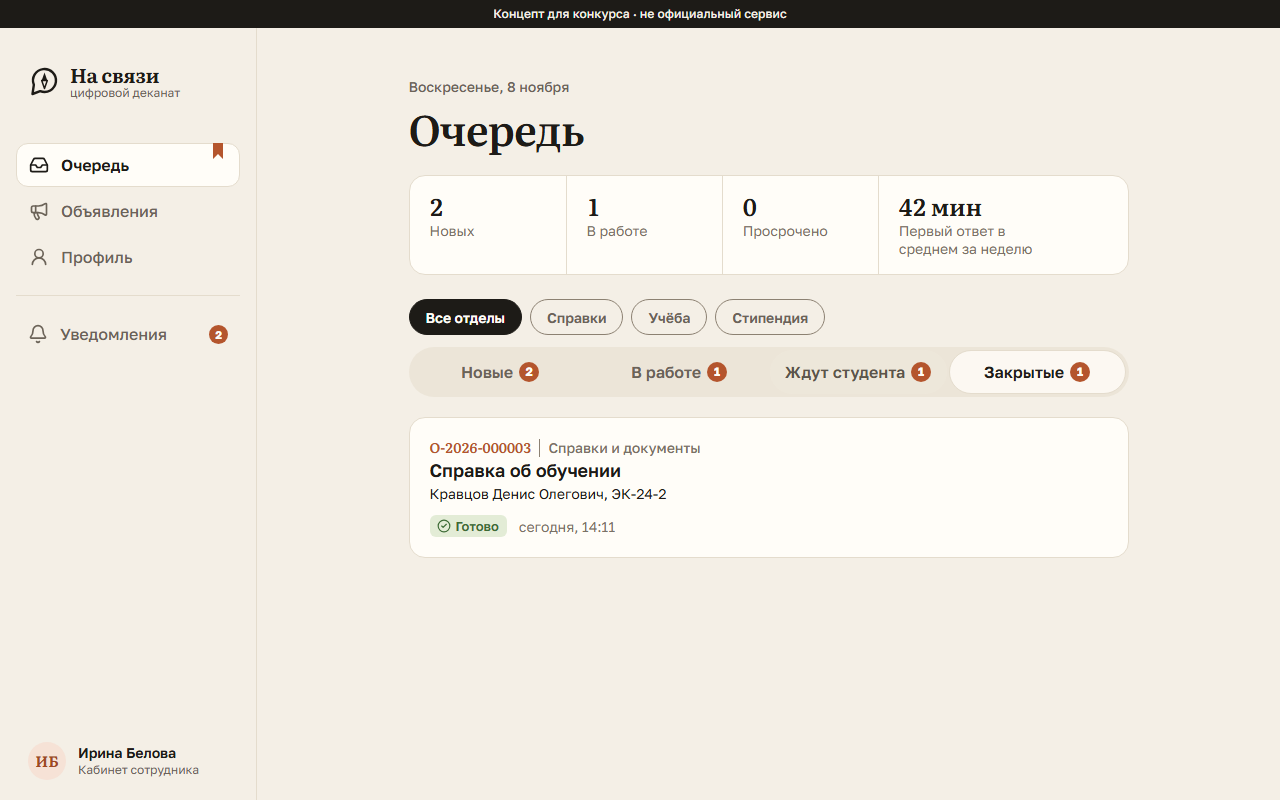 Концепт для конкурса · не официальный сервис
На связи
цифровой деканат
Очередь
Объявления
Профиль
Уведомления 2
ИБ
Ирина Белова
Кабинет сотрудника
Воскресенье, 8 ноября
Очередь
2
Новых
1
В работе
0
Просрочено
42 мин
Первый ответ в
среднем за неделю
Все отделы Справки Учёба Стипендия
Новые 2 В работе 1 Ждут студента 1 Закрытые 1
О-2026-000003 Справки и документы
Справка об обучении
Кравцов Денис Олегович, ЭК-24-2
Готово сегодня, 14:11